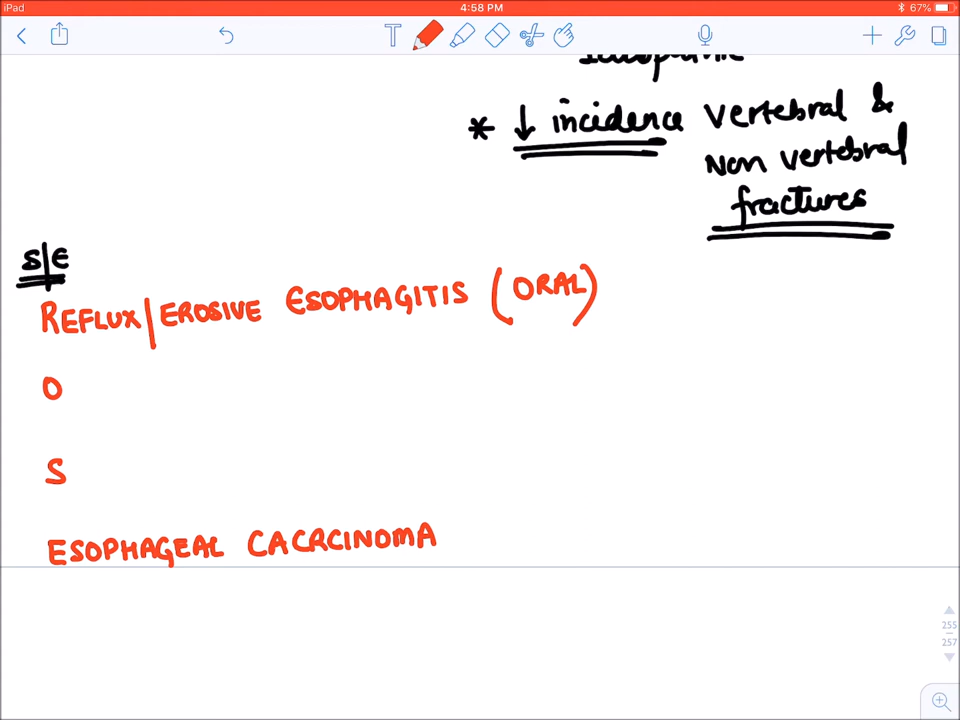 iPad 4:58 PM 67%
T
* ↓ incidence vertebral &
Non vertebral
fractures
S|E
REFLUX/EROSIVE ESOPHAGITIS (ORAL)
O
S
ESOPHAGEAL CACRCINOMA
255
257